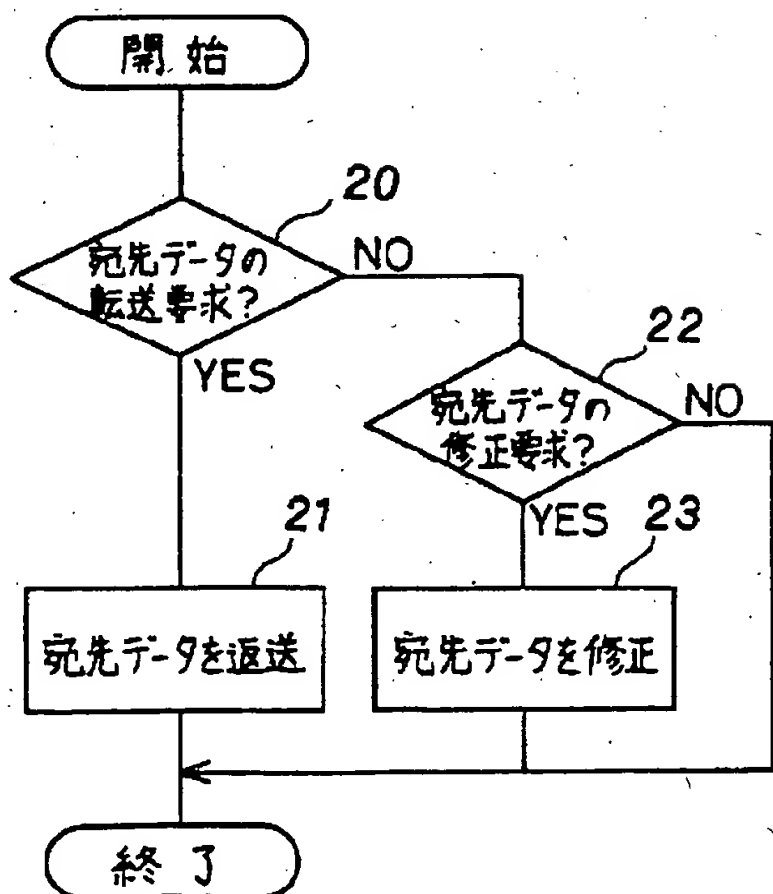 開始
20
宛先データの
転送要求?
NO
YES
22
宛先データの
修正要求?
NO
YES
21
宛先データを返送
23
宛先データを修正
終了